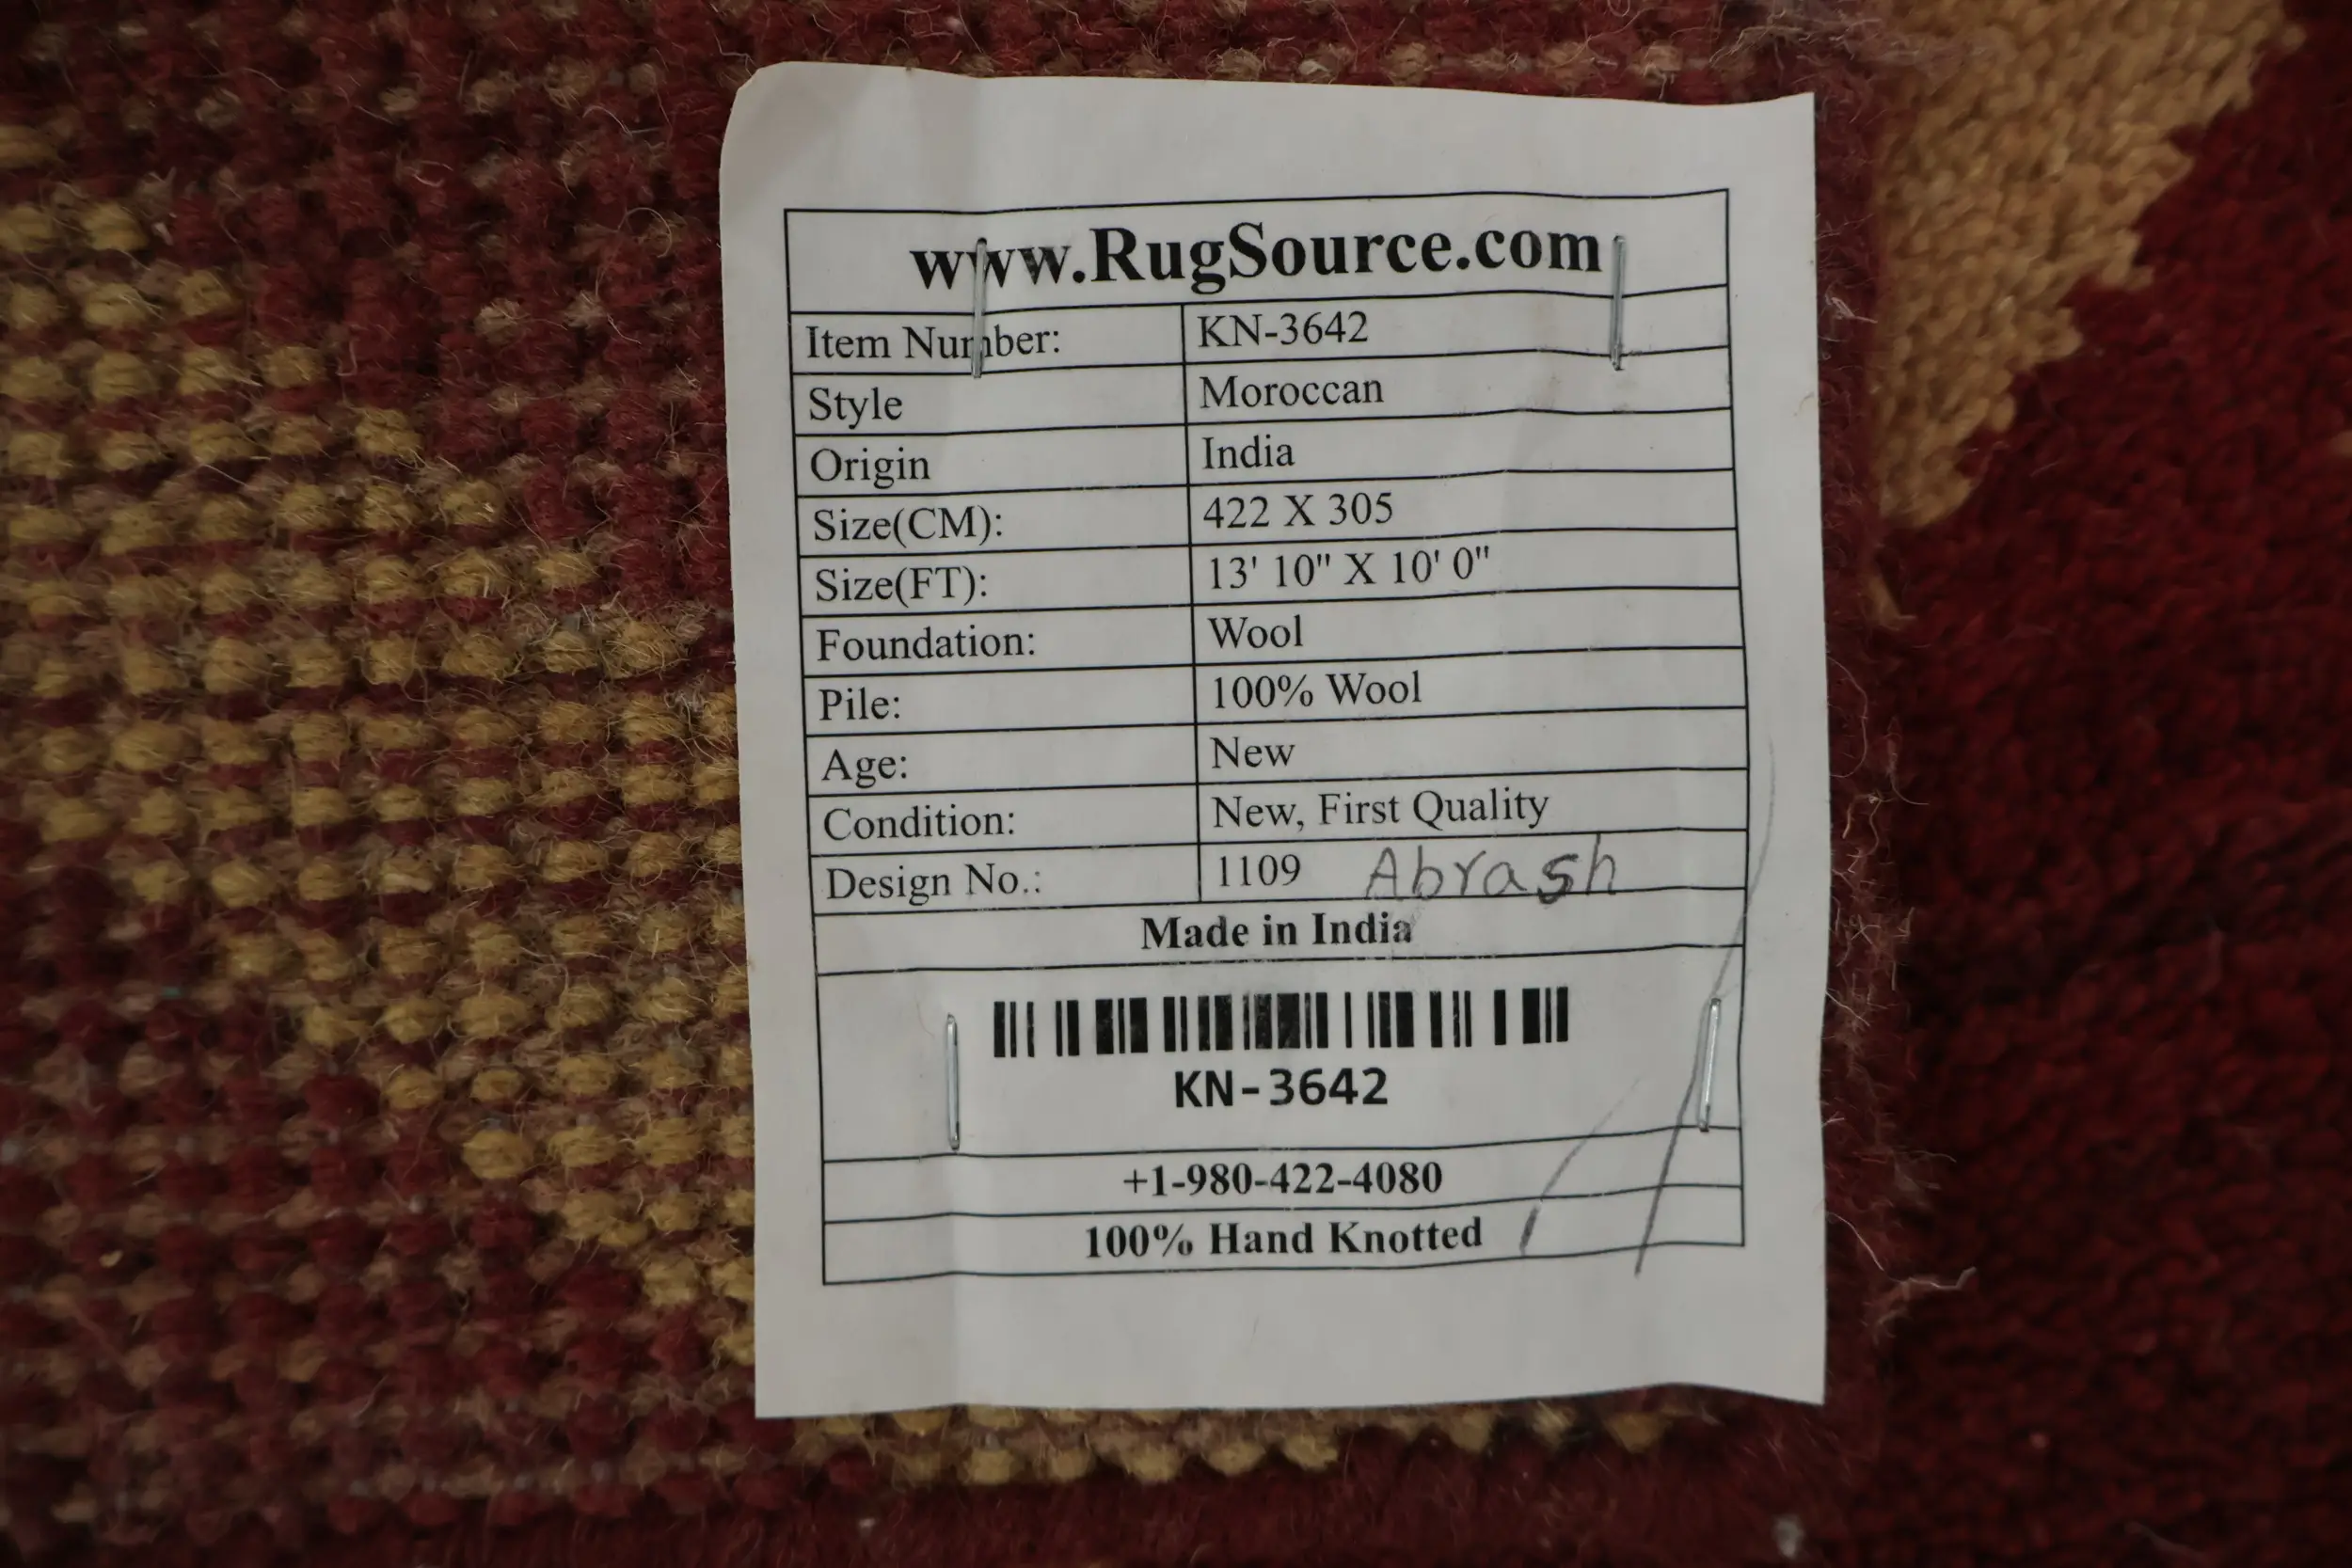 www.RugSource.com
Item Number: KN-3642
Style Moroccan
Origin India
Size(CM): 422 X 305
Size(FT): 13' 10" X 10' 0"
Foundation: Wool
Pile: 100% Wool
Age: New
Condition: New, First Quality
Design No.: 1109 Abrash
Made in India
KN-3642
+1-980-422-4080
100% Hand Knotted